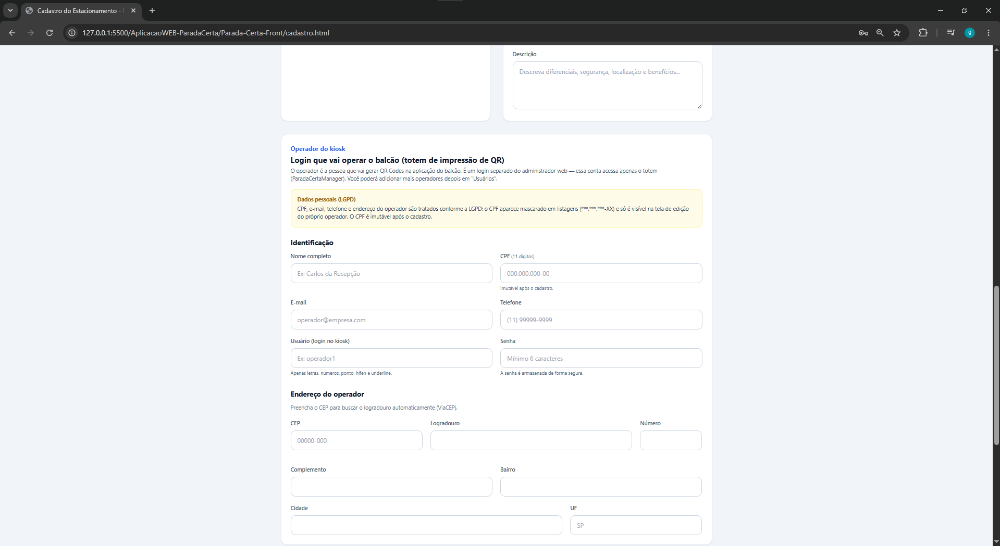 Cadastro do Estacionamento -
127.0.0.1:5500/AplicacaoWEB-ParadaCerta/Parada-Certa-Front/cadastro.html
g
Descrição
Descreva diferenciais, segurança, localização e benefícios...
Operador do kiosk
Login que vai operar o balcão (totem de impressão de QR)
O operador é a pessoa que vai gerar QR Codes na aplicação do balcão. É um login separado do administrador web — essa conta acessa apenas o totem
(ParadaCertaManager). Você poderá adicionar mais operadores depois em "Usuários".
Dados pessoais (LGPD)
CPF, e-mail, telefone e endereço do operador são tratados conforme a LGPD: o CPF aparece mascarado em listagens (***.***.***-XX) e só é visível na tela de edição
do próprio operador. O CPF é imutável após o cadastro.
Identificação
Nome completo
CPF (11 dígitos)
Ex: Carlos da Recepção
000.000.000-00
Imutável após o cadastro.
E-mail
Telefone
operador@empresa.com
(11) 99999-9999
Usuário (login no kiosk)
Senha
Ex: operador1
Mínimo 6 caracteres
Apenas letras, números, ponto, hífen e underline.
A senha é armazenada de forma segura.
Endereço do operador
Preencha o CEP para buscar o logradouro automaticamente (ViaCEP).
CEP
Logradouro
Número
00000-000
Complemento
Bairro
Cidade
UF
SP